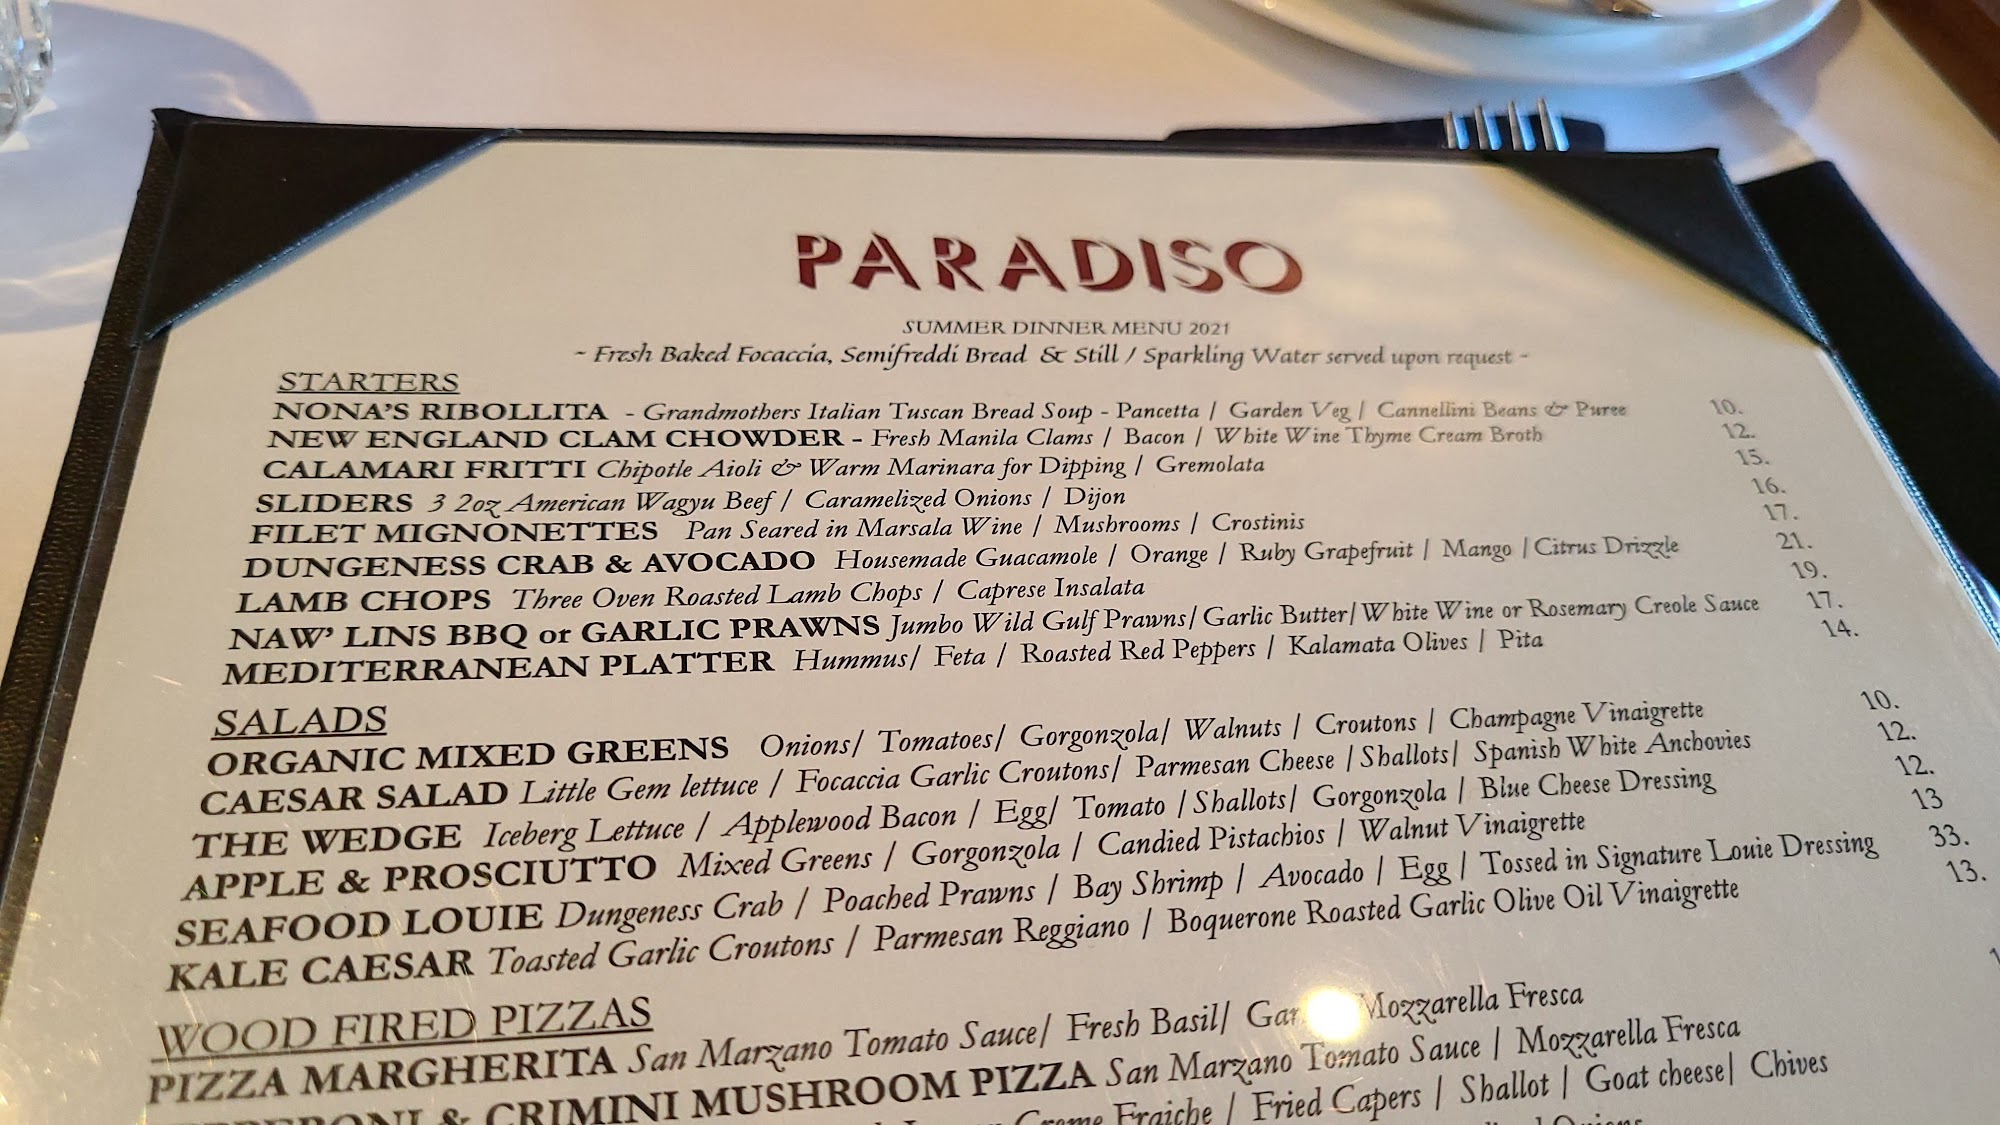 PARADISO
SUMMER DINNER MENU 2021
~ Fresh Baked Focaccia, Semifreddi Bread & Still / Sparkling Water served upon request ~
STARTERS
NONA'S RIBOLLITA - Grandmothers Italian Tuscan Bread Soup - Pancetta | Garden Veg | Cannellini Beans & Puree 10.
NEW ENGLAND CLAM CHOWDER - Fresh Manila Clams / Bacon / White Wine Thyme Cream Broth 12.
CALAMARI FRITTI Chipotle Aioli & Warm Marinara for Dipping / Gremolata 15.
SLIDERS 3 2oz American Wagyu Beef / Caramelized Onions / Dijon 16.
FILET MIGNONETTES Pan Seared in Marsala Wine / Mushrooms / Crostinis 17.
DUNGENESS CRAB & AVOCADO Housemade Guacamole / Orange / Ruby Grapefruit | Mango | Citrus Drizzle 21.
LAMB CHOPS Three Oven Roasted Lamb Chops / Caprese Insalata 19.
NAW' LINS BBQ or GARLIC PRAWNS Jumbo Wild Gulf Prawns/ Garlic Butter/ White Wine or Rosemary Creole Sauce 17.
MEDITERRANEAN PLATTER Hummus/ Feta / Roasted Red Peppers / Kalamata Olives | Pita 14.
SALADS
ORGANIC MIXED GREENS Onions/ Tomatoes/ Gorgonzola/ Walnuts | Croutons | Champagne Vinaigrette 10.
CAESAR SALAD Little Gem lettuce / Focaccia Garlic Croutons/ Parmesan Cheese | Shallots| Spanish White Anchovies 12.
THE WEDGE Iceberg Lettuce / Applewood Bacon / Egg/ Tomato | Shallots| Gorgonzola | Blue Cheese Dressing 12.
APPLE & PROSCIUTTO Mixed Greens / Gorgonzola / Candied Pistachios | Walnut Vinaigrette 13
SEAFOOD LOUIE Dungeness Crab / Poached Prawns / Bay Shrimp | Avocado | Egg | Tossed in Signature Louie Dressing 33.
KALE CAESAR Toasted Garlic Croutons / Parmesan Reggiano / Boquerone Roasted Garlic Olive Oil Vinaigrette 13.
WOOD FIRED PIZZAS
PIZZA MARGHERITA San Marzano Tomato Sauce/ Fresh Basil/ Mozzarella Fresca
& CRIMINI MUSHROOM PIZZA San Marzano Tomato Sauce | Mozzarella Fresca
Creme Fraiche / Fried Capers | Shallot | Goat cheese| Chives